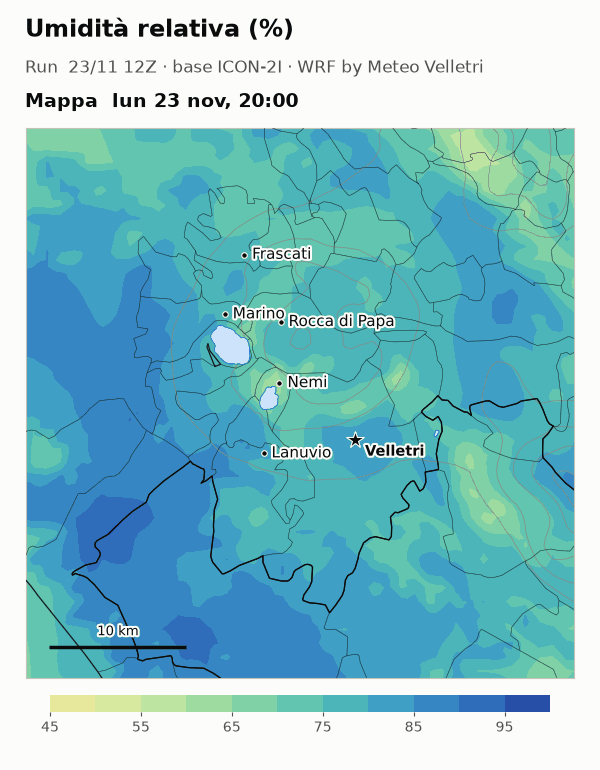 Umidità relativa (%)
Run  23/11 12Z · base ICON-2I · WRF by Meteo Velletri
Mappa  lun 23 nov, 20:00
Frascati
Marino
Rocca di Papa
Nemi
Velletri
Lanuvio
10 km
45 55 65 75 85 95